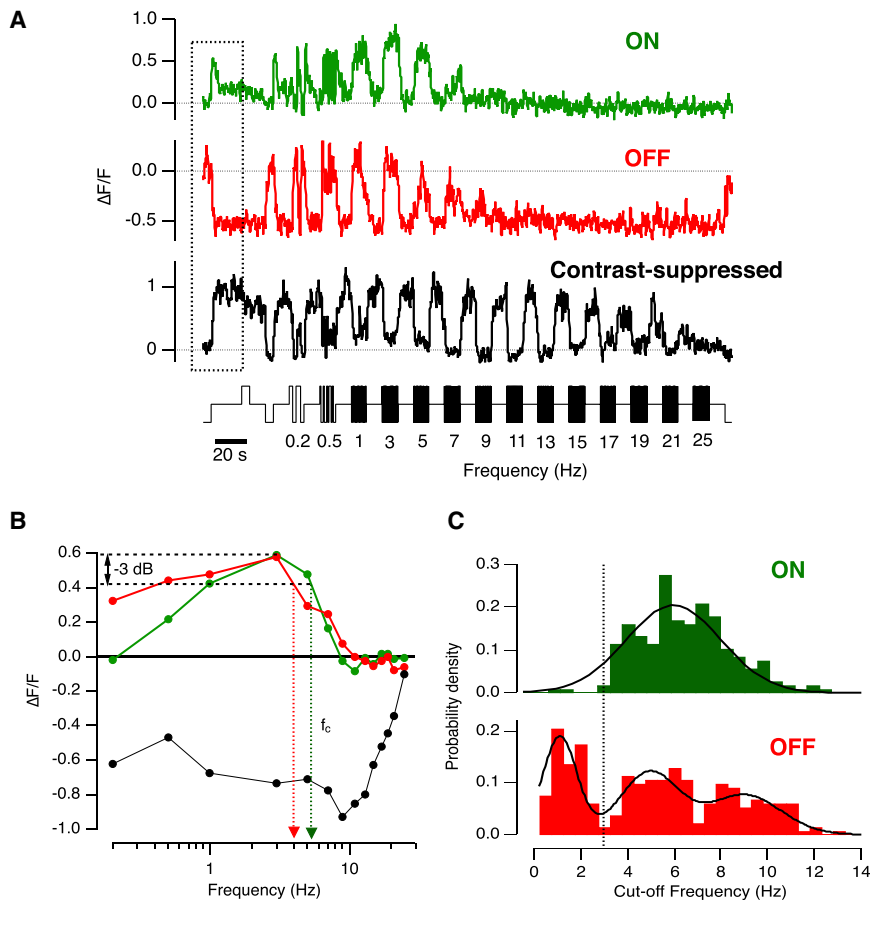 A
1.0
0.5
0.0
ON
0.0
-0.5
OFF
ΔF/F
1
0
Contrast-suppressed
0.2 0.5 1 3 5 7 9 11 13 15 17 19 21 25
20 s
Frequency (Hz)
B
0.6
0.4
0.2
0.0
-0.2
-0.4
-0.6
-0.8
-1.0
-3 dB
fc
ΔF/F
1 10
Frequency (Hz)
C
0.3
0.2
0.1
0.0
ON
0.2
0.1
0.0
OFF
Probability density
0 2 4 6 8 10 12 14
Cut-off Frequency (Hz)